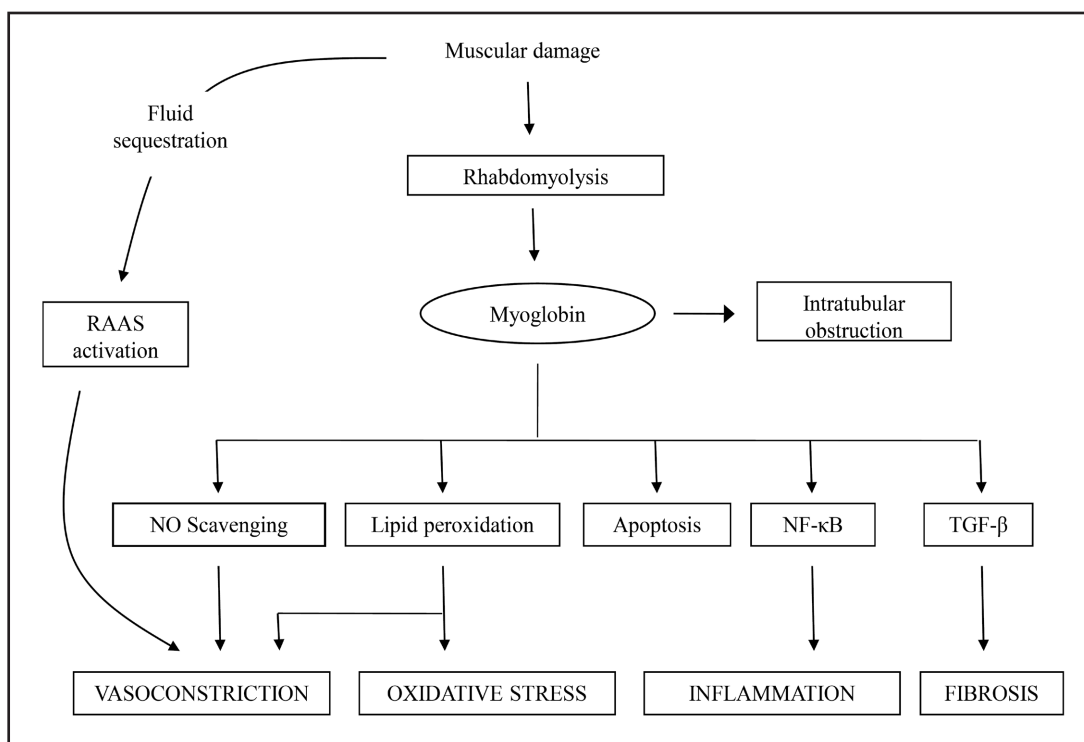 Muscular damage
Fluid
sequestration
Rhabdomyolysis
RAAS
activation
Myoglobin
Intratubular
obstruction
NO Scavenging
Lipid peroxidation
Apoptosis
NF-κB
TGF-β
VASOCONSTRICTION
OXIDATIVE STRESS
INFLAMMATION
FIBROSIS